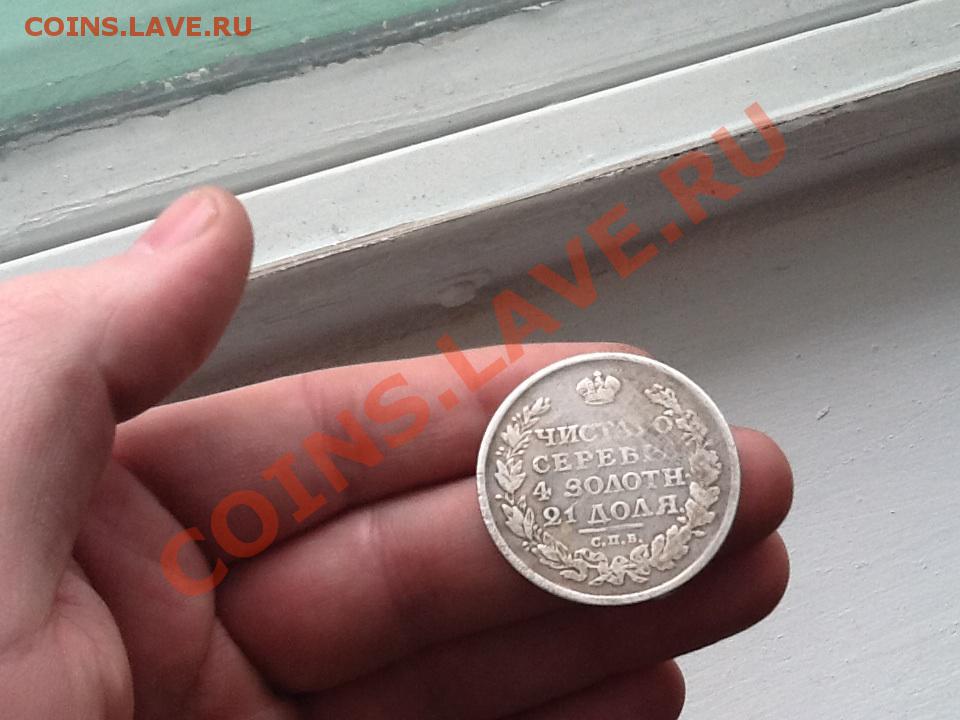 COINS.LAVE.RU
COINS.LAVE.RU
ЧИСТАГО
СЕРЕБРА
4 ЗОЛОТН.
21 ДОЛЯ.
С.П.Б.